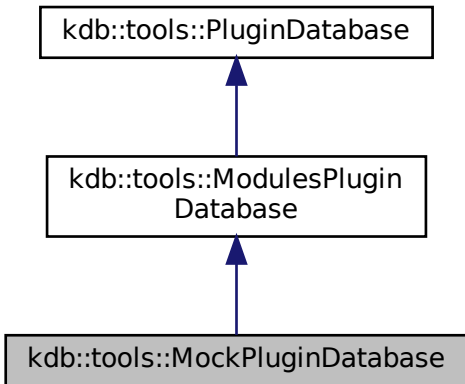 kdb::tools::PluginDatabase
kdb::tools::ModulesPlugin
Database
kdb::tools::MockPluginDatabase